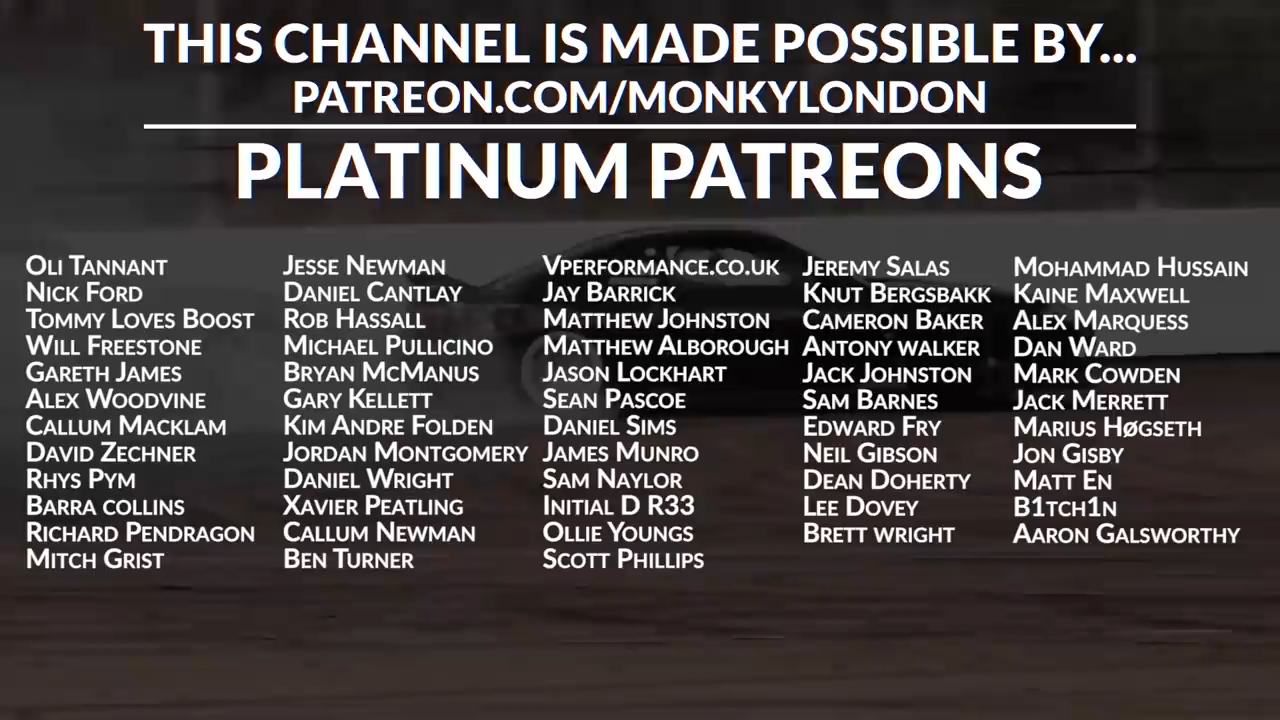 THIS CHANNEL IS MADE POSSIBLE BY...
PATREON.COM/MONKYLONDON
PLATINUM PATREONS
OLI TANNANT
NICK FORD
TOMMY LOVES BOOST
WILL FREESTONE
GARETH JAMES
ALEX WOODVINE
CALLUM MACKLAM
DAVID ZECHNER
RHYS PYM
BARRA COLLINS
RICHARD PENDRAGON
MITCH GRIST
JESSE NEWMAN
DANIEL CANTLAY
ROB HASSALL
MICHAEL PULLICINO
BRYAN MCMANUS
GARY KELLETT
KIM ANDRE FOLDEN
JORDAN MONTGOMERY
DANIEL WRIGHT
XAVIER PEATLING
CALLUM NEWMAN
BEN TURNER
VPERFORMANCE.CO.UK
JAY BARRICK
MATTHEW JOHNSTON
MATTHEW ALBOROUGH
JASON LOCKHART
SEAN PASCOE
DANIEL SIMS
JAMES MUNRO
SAM NAYLOR
INITIAL D R33
OLLIE YOUNGS
SCOTT PHILLIPS
JEREMY SALAS
KNUT BERGSBAKK
CAMERON BAKER
ANTONY WALKER
JACK JOHNSTON
SAM BARNES
EDWARD FRY
NEIL GIBSON
DEAN DOHERTY
LEE DOVEY
BRETT WRIGHT
MOHAMMAD HUSSAIN
KAINE MAXWELL
ALEX MARQUESS
DAN WARD
MARK COWDEN
JACK MERRETT
MARIUS HØGSETH
JON GISBY
MATT EN
B1TCH1N
AARON GALSWORTHY